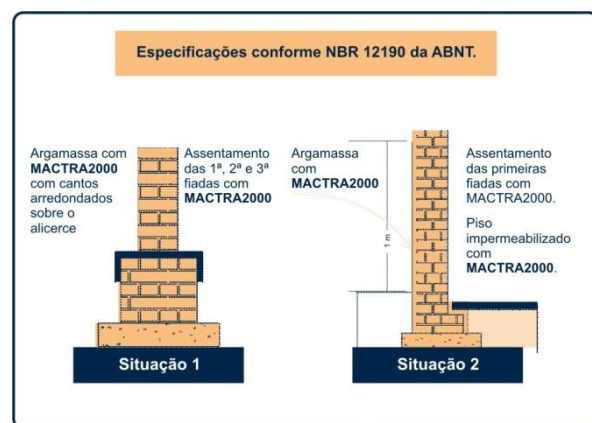 Especificações conforme NBR 12190 da ABNT.
Argamassa com
MACTRA2000
com cantos
arredondados
sobre o
alicerce
Assentamento
das 1ª, 2ª e 3ª
fiadas com
MACTRA2000
Situação 1
Argamassa
com
MACTRA2000
1 m
Assentamento
das primeiras
fiadas com
MACTRA2000.
Piso
impermeabilizado
com
MACTRA2000.
Situação 2